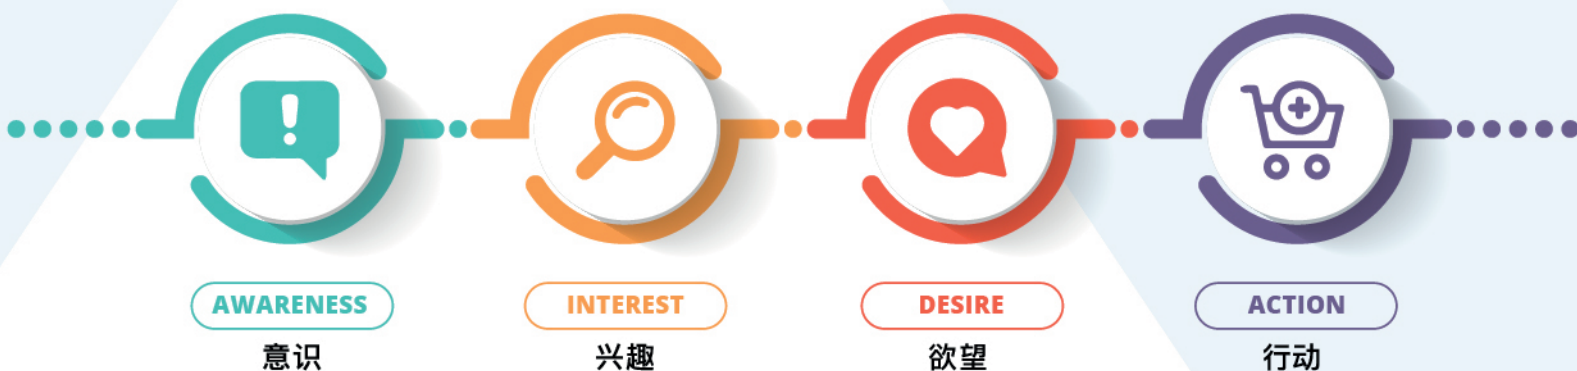 AWARENESS
INTEREST
DESIRE
ACTION
意识
兴趣
欲望
行动